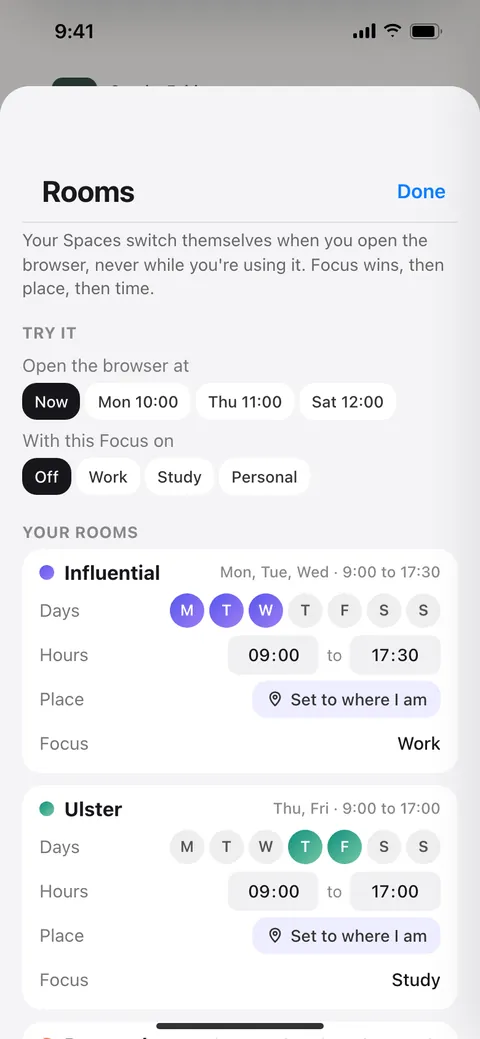 9:41
Rooms
Done
Your Spaces switch themselves when you open the
browser, never while you're using it. Focus wins, then
place, then time.
TRY IT
Open the browser at
Now
Mon 10:00
Thu 11:00
Sat 12:00
With this Focus on
Off
Work
Study
Personal
YOUR ROOMS
Influential
Mon, Tue, Wed · 9:00 to 17:30
Days
M T W T F S S
Hours
09:00 to 17:30
Place
Set to where I am
Focus
Work
Ulster
Thu, Fri · 9:00 to 17:00
Days
M T W T F S S
Hours
09:00 to 17:00
Place
Set to where I am
Focus
Study